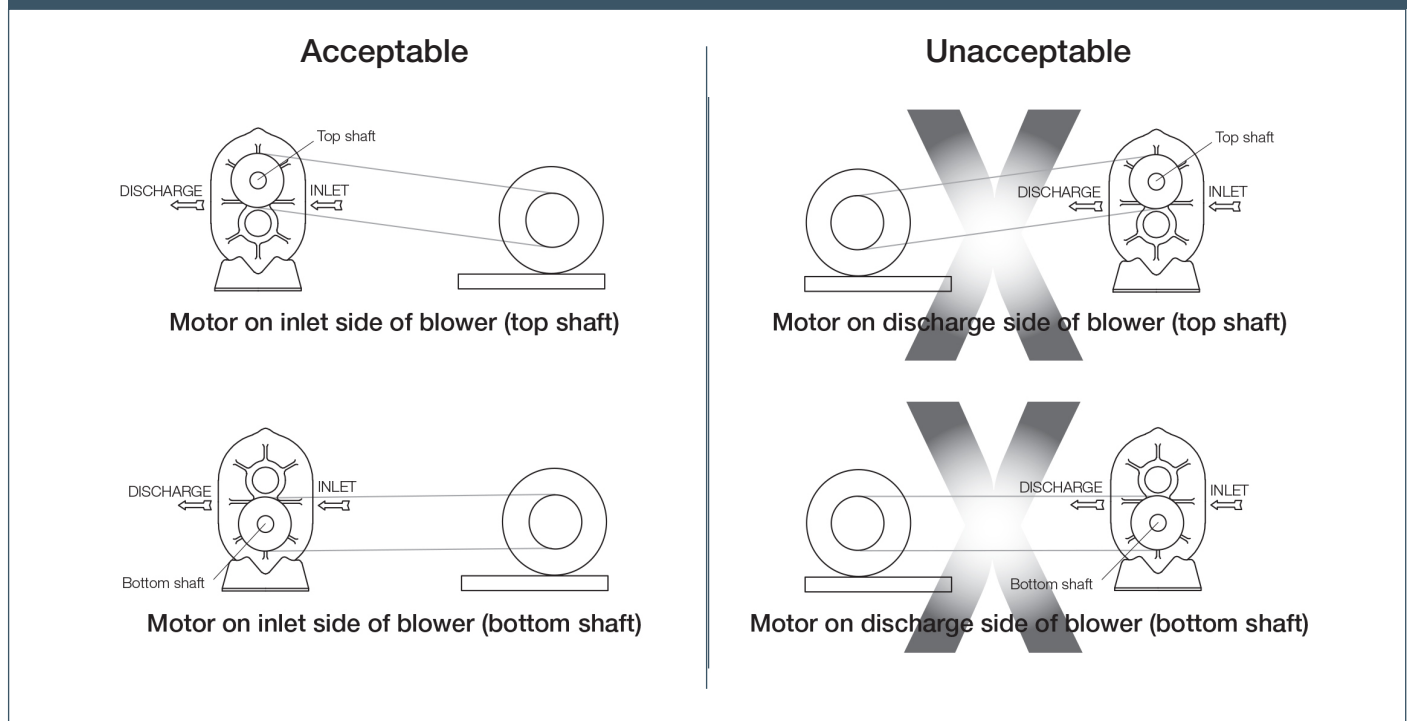 Acceptable
Top shaft
DISCHARGE
INLET
Motor on inlet side of blower (top shaft)
DISCHARGE
INLET
Bottom shaft
Motor on inlet side of blower (bottom shaft)
Unacceptable
Top shaft
DISCHARGE
INLET
Motor on discharge side of blower (top shaft)
DISCHARGE
INLET
Bottom shaft
Motor on discharge side of blower (bottom shaft)